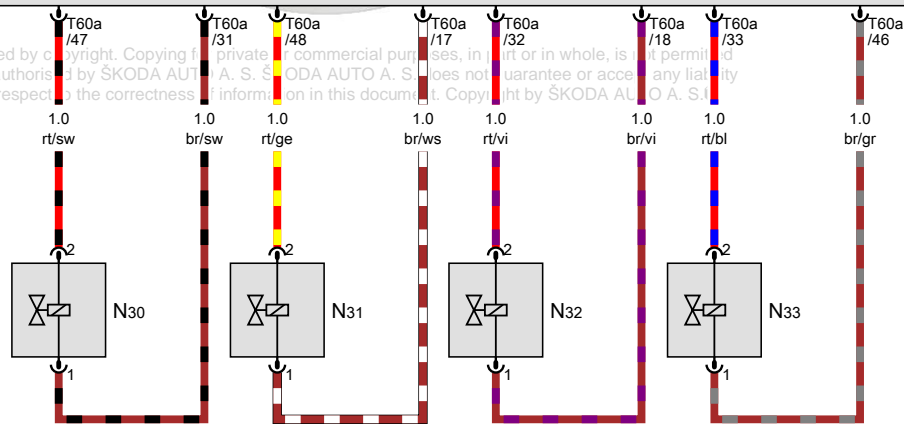 T60a T60a T60a T60a T60a T60a T60a T60a
/47 /31 /48 /17 /32 /18 /33 /46
ed by copyright. Copying for private or commercial purposes, in part or in whole, is not permitted
authorised by ŠKODA AUTO A. S. ŠKODA AUTO A. S. does not guarantee or accept any liability
respect to the correctness of information in this document. Copyright by ŠKODA AUTO A. S.
1.0 1.0 1.0 1.0 1.0 1.0 1.0 1.0
rt/sw br/sw rt/ge br/ws rt/vi br/vi rt/bl br/gr
2 2 2 2
N30 N31 N32 N33
1 1 1 1